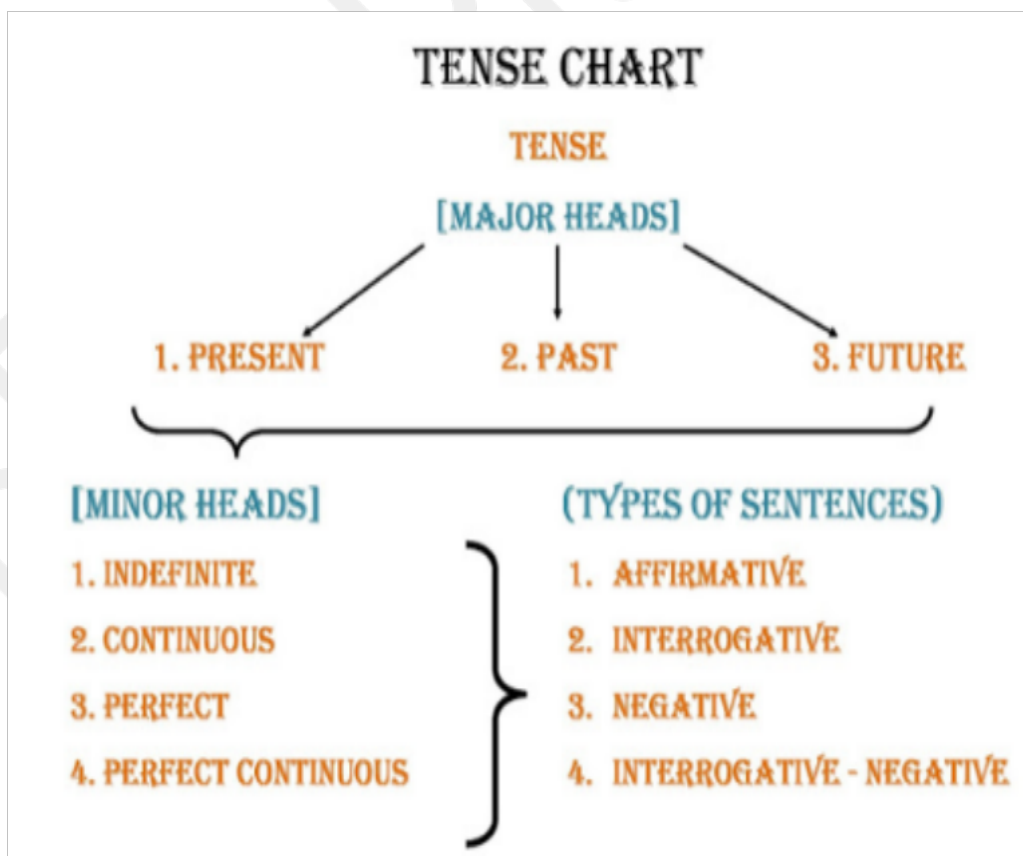 TENSE CHART
TENSE
[MAJOR HEADS]
1. PRESENT
2. PAST
3. FUTURE
[MINOR HEADS]
1. INDEFINITE
2. CONTINUOUS
3. PERFECT
4. PERFECT CONTINUOUS
(TYPES OF SENTENCES)
1. AFFIRMATIVE
2. INTERROGATIVE
3. NEGATIVE
4. INTERROGATIVE - NEGATIVE